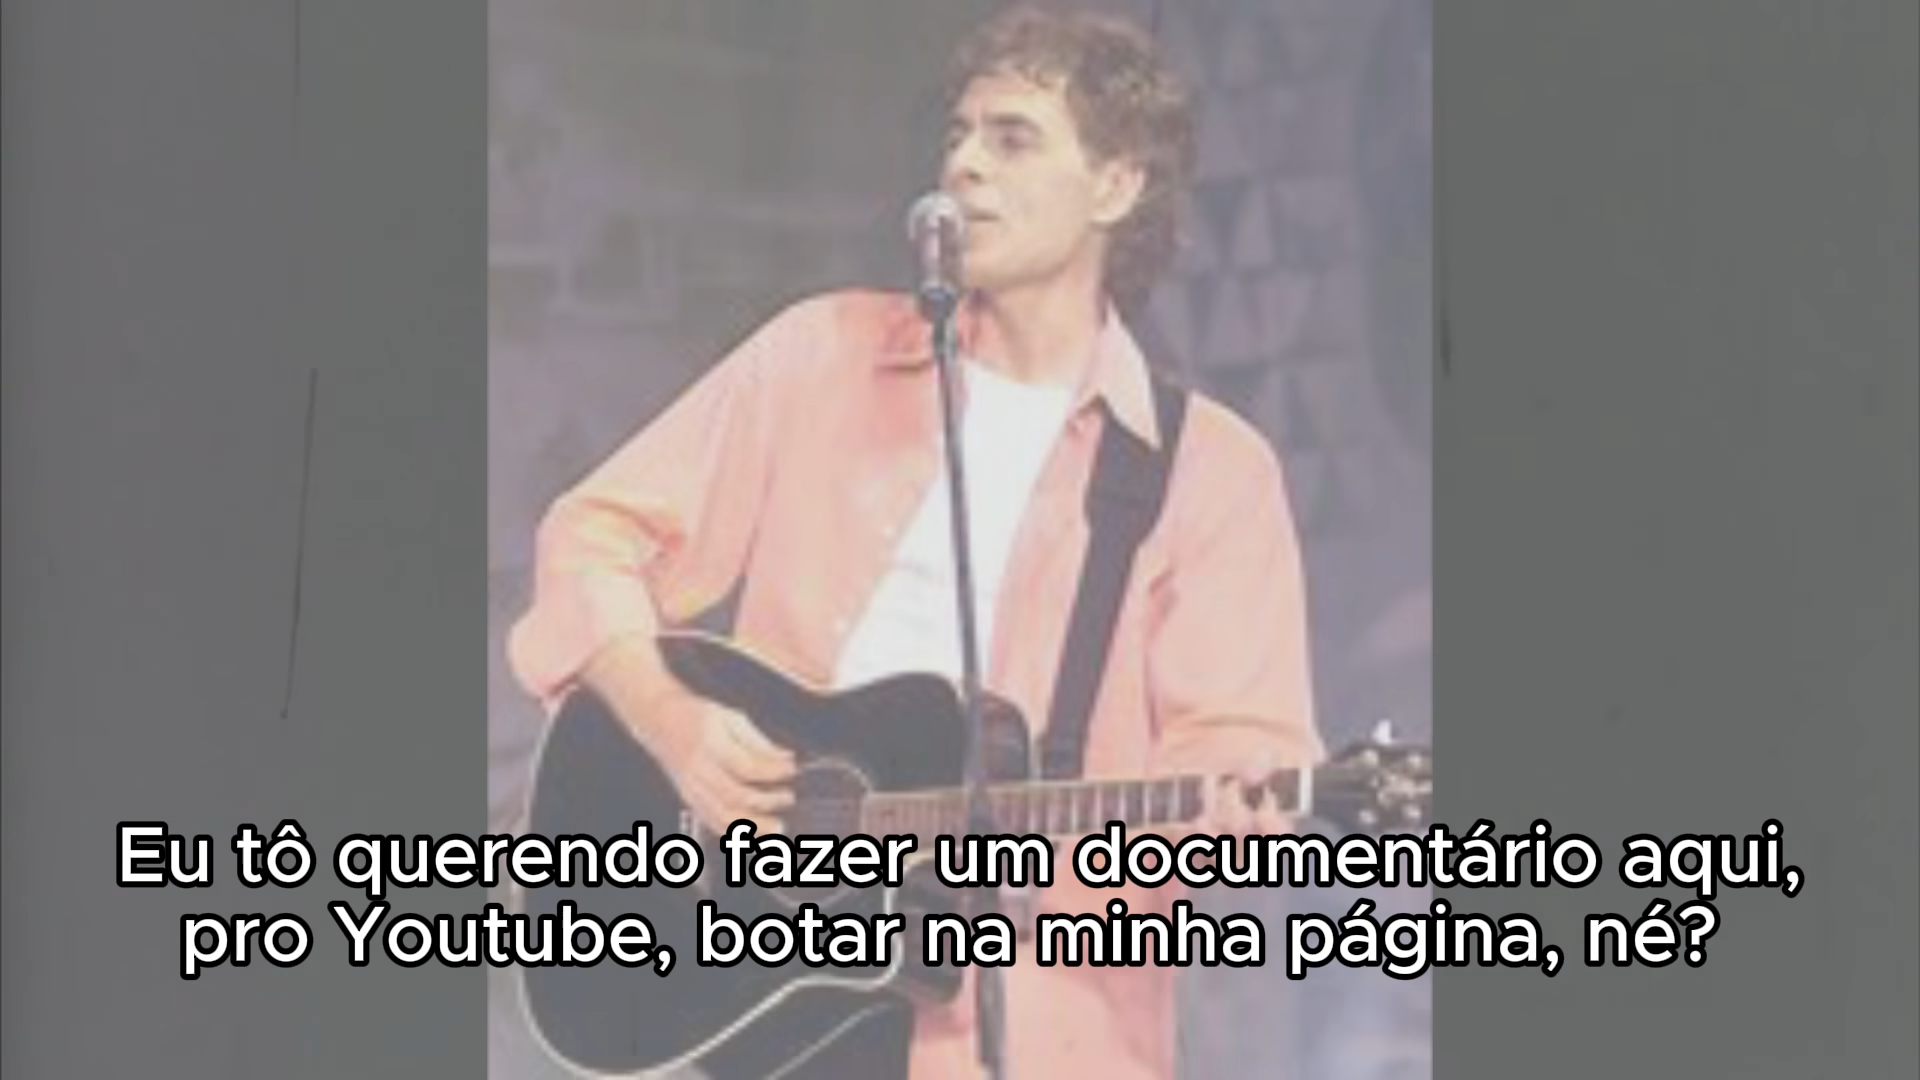 Eu tô querendo fazer um documentário aqui,
pro Youtube, botar na minha página, né?